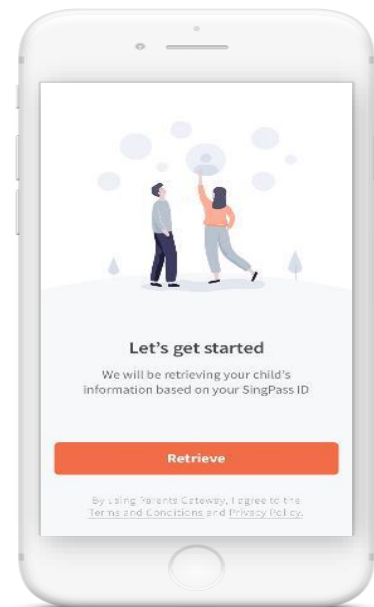 Let's get started
We will be retrieving your child's
information based on your SingPass ID
Retrieve
By using Parents Gateway, I agree to the
Terms and Conditions and Privacy Policy.